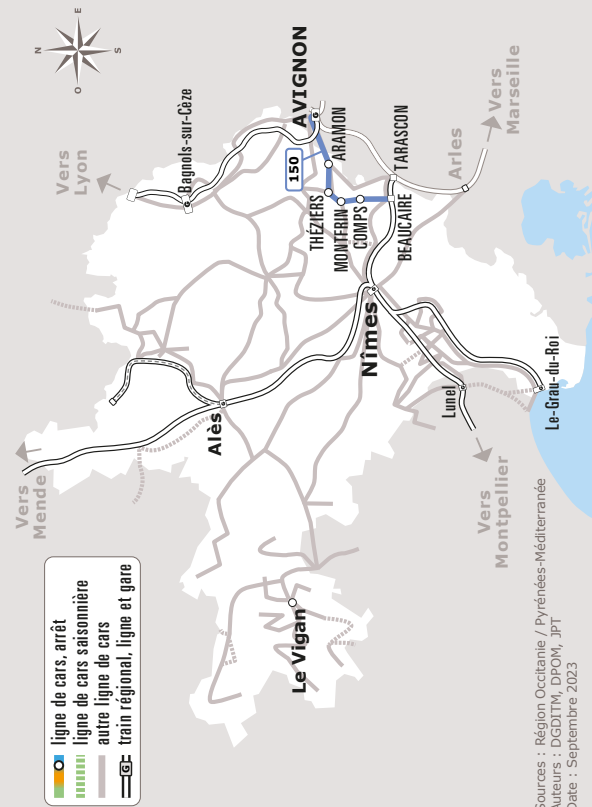 N
E
S
O
Vers
Lyon
Bagnols-sur-Cèze
AVIGNON
150
ARAMON
THÉZIERS
MONTFRIN
COMPS
BEAUCAIRE
TARASCON
Arles
Vers
Marseille
Nîmes
Alès
Vers
Mende
Lunel
Le-Grau-du-Roi
Vers
Montpellier
Le Vigan
ligne de cars, arrêt
ligne de cars saisonnière
autre ligne de cars
G
train régional, ligne et gare
Sources : Région Occitanie / Pyrénées-Méditerranée
Auteurs : DGDITM, DPOM, JPT
Date : Septembre 2023